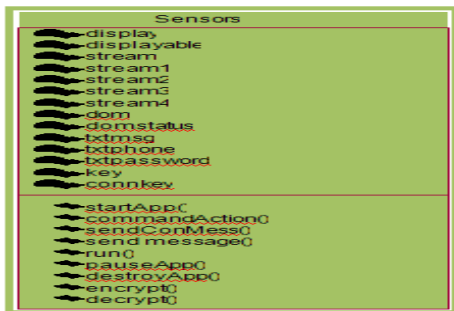 Sensors
display
displayable
stream
stream1
stream2
stream3
stream4
dom
domstatus
txtmsg
txtphone
txtpassword
key
connkey
startApp()
commandAction()
sendConMess()
send message()
run()
pauseApp()
destroyApp()
encrypt()
decrypt()